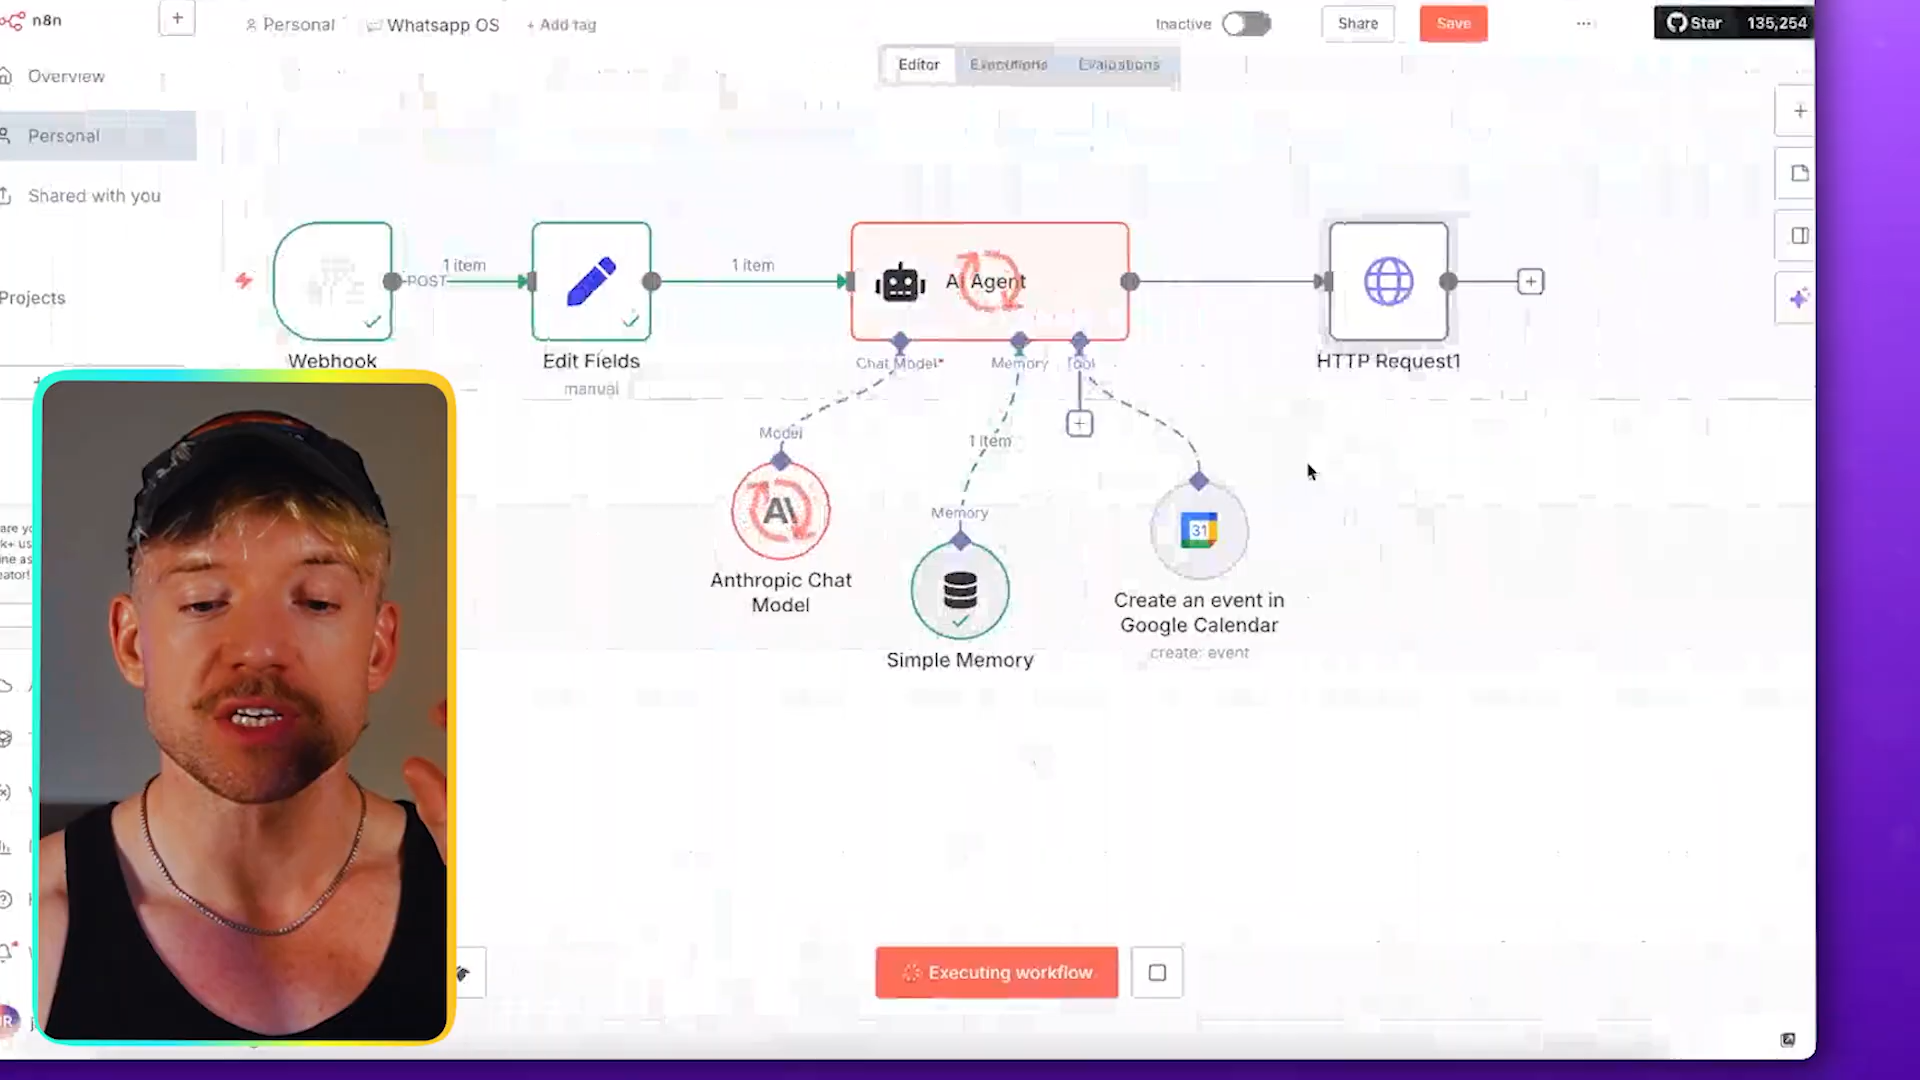 n8n
Personal
Whatsapp OS
+ Add tag
Inactive
Share
Save
Star 135,254
Editor
Executions
Evaluations
Overview
Personal
Shared with you
Projects
POST
1 item
1 item
AI Agent
Webhook
Edit Fields
manual
Chat Model*
Memory
Tool
HTTP Request1
Model
1 item
Memory
31
Anthropic Chat
Model
Simple Memory
Create an event in
Google Calendar
create: event
Executing workflow